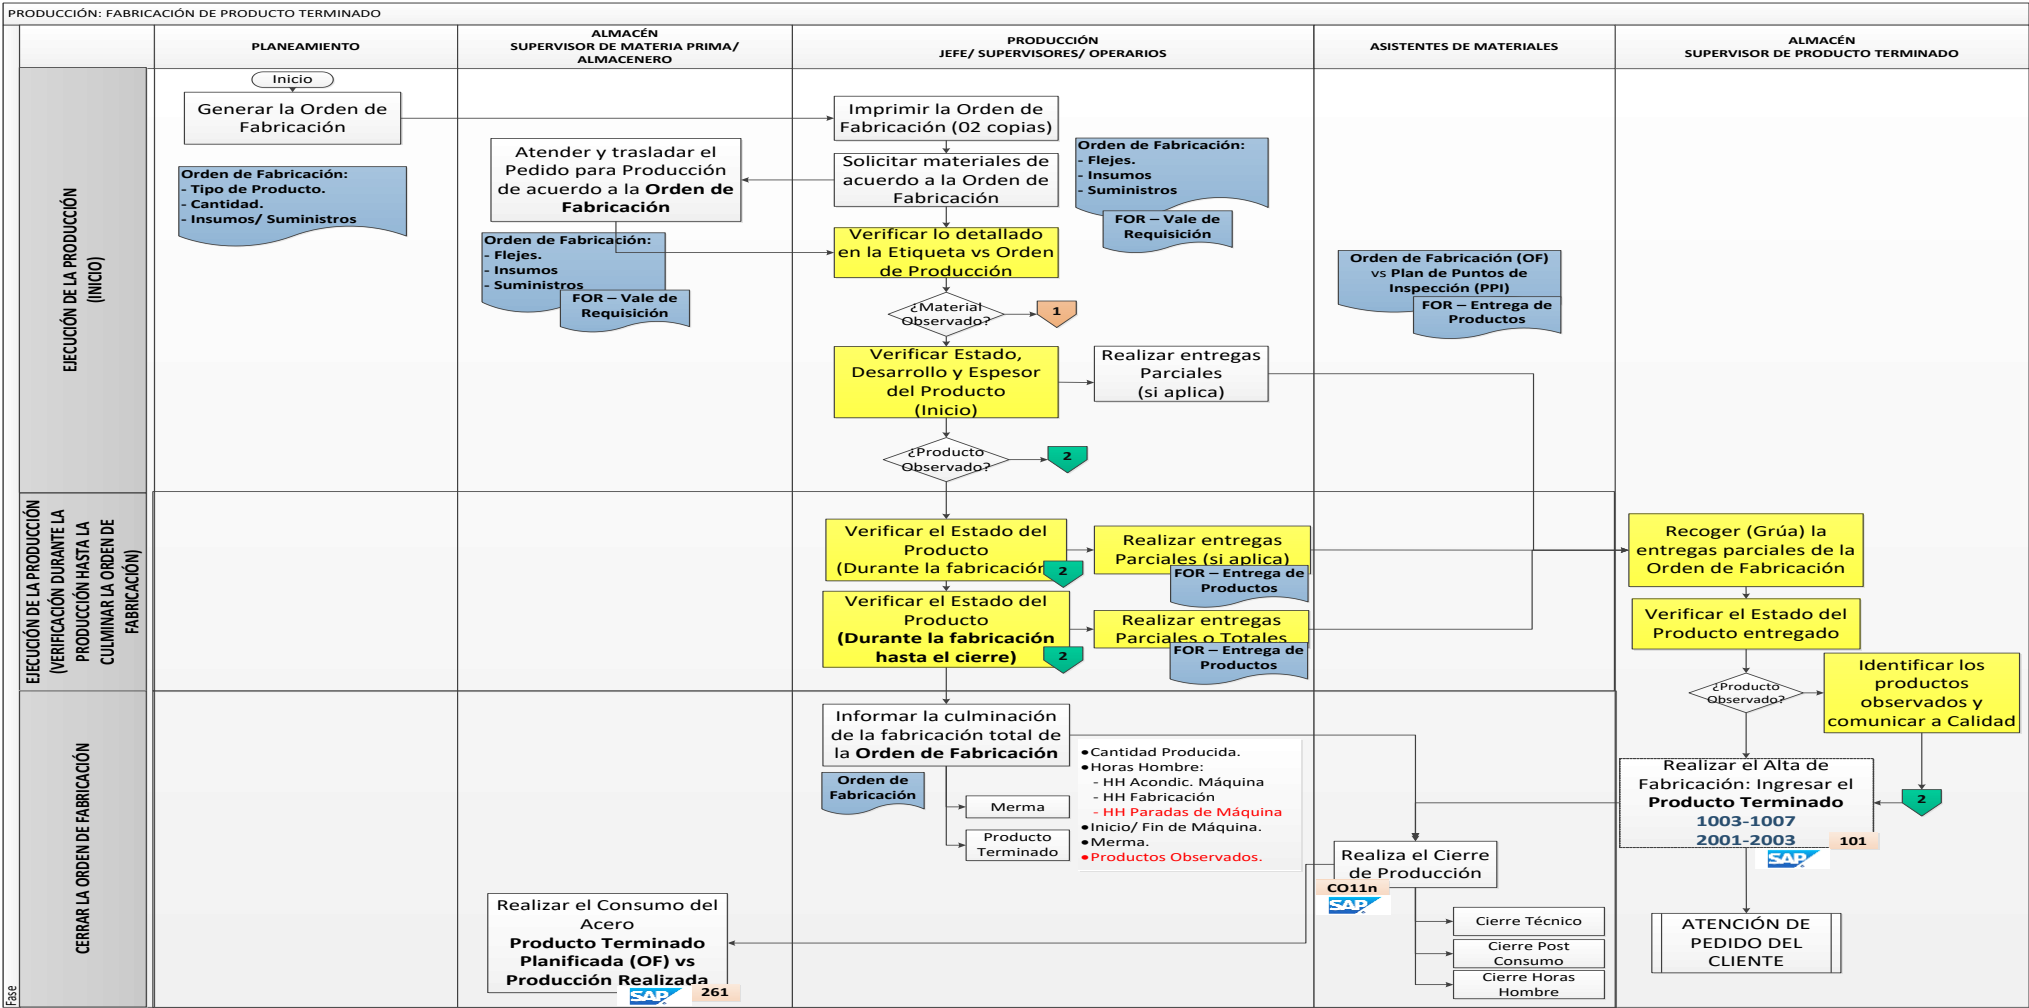 PRODUCCIÓN: FABRICACIÓN DE PRODUCTO TERMINADO
PLANEAMIENTO
ALMACÉN
SUPERVISOR DE MATERIA PRIMA/
ALMACENERO
PRODUCCIÓN
JEFE/ SUPERVISORES/ OPERARIOS
ASISTENTES DE MATERIALES
ALMACÉN
SUPERVISOR DE PRODUCTO TERMINADO
EJECUCIÓN DE LA PRODUCCIÓN
(INICIO)
Inicio
Generar la Orden de
Fabricación
Orden de Fabricación:
- Tipo de Producto.
- Cantidad.
- Insumos/ Suministros
Atender y trasladar el
Pedido para Producción
de acuerdo a la Orden de
Fabricación
Orden de Fabricación:
- Flejes.
- Insumos
- Suministros
FOR – Vale de
Requisición
Imprimir la Orden de
Fabricación (02 copias)
Solicitar materiales de
acuerdo a la Orden de
Fabricación
Orden de Fabricación:
- Flejes.
- Insumos
- Suministros
FOR – Vale de
Requisición
Verificar lo detallado
en la Etiqueta vs Orden
de Producción
¿Material
Observado?
1
Verificar Estado,
Desarrollo y Espesor
del Producto
(Inicio)
Realizar entregas
Parciales
(si aplica)
¿Producto
Observado?
2
Orden de Fabricación (OF)
vs Plan de Puntos de
Inspección (PPI)
FOR – Entrega de
Productos
EJECUCIÓN DE LA PRODUCCIÓN
(VERIFICACIÓN DURANTE LA
PRODUCCIÓN HASTA LA
CULMINAR LA ORDEN DE
FABRICACIÓN)
Verificar el Estado del
Producto
(Durante la fabricación
2
Realizar entregas
Parciales (si aplica)
FOR – Entrega de
Productos
Verificar el Estado del
Producto
(Durante la fabricación
hasta el cierre)
2
Realizar entregas
Parciales o Totales
FOR – Entrega de
Productos
Recoger (Grúa) la
entregas parciales de la
Orden de Fabricación
Verificar el Estado del
Producto entregado
¿Producto
Observado?
Identificar los
productos
observados y
comunicar a Calidad
2
CERRAR LA ORDEN DE FABRICACIÓN
Informar la culminación
de la fabricación total de
la Orden de Fabricación
Orden de
Fabricación
Merma
Producto
Terminado
●Cantidad Producida.
●Horas Hombre:
- HH Acondic. Máquina
- HH Fabricación
- HH Paradas de Máquina
●Inicio/ Fin de Máquina.
●Merma.
●Productos Observados.
Realizar el Alta de
Fabricación: Ingresar el
Producto Terminado
1003-1007
2001-2003
101
SAP
Realiza el Cierre
de Producción
CO11n
SAP
Cierre Técnico
Cierre Post
Consumo
Cierre Horas
Hombre
Realizar el Consumo del
Acero
Producto Terminado
Planificada (OF) vs
Producción Realizada
SAP
261
ATENCIÓN DE
PEDIDO DEL
CLIENTE
Fase